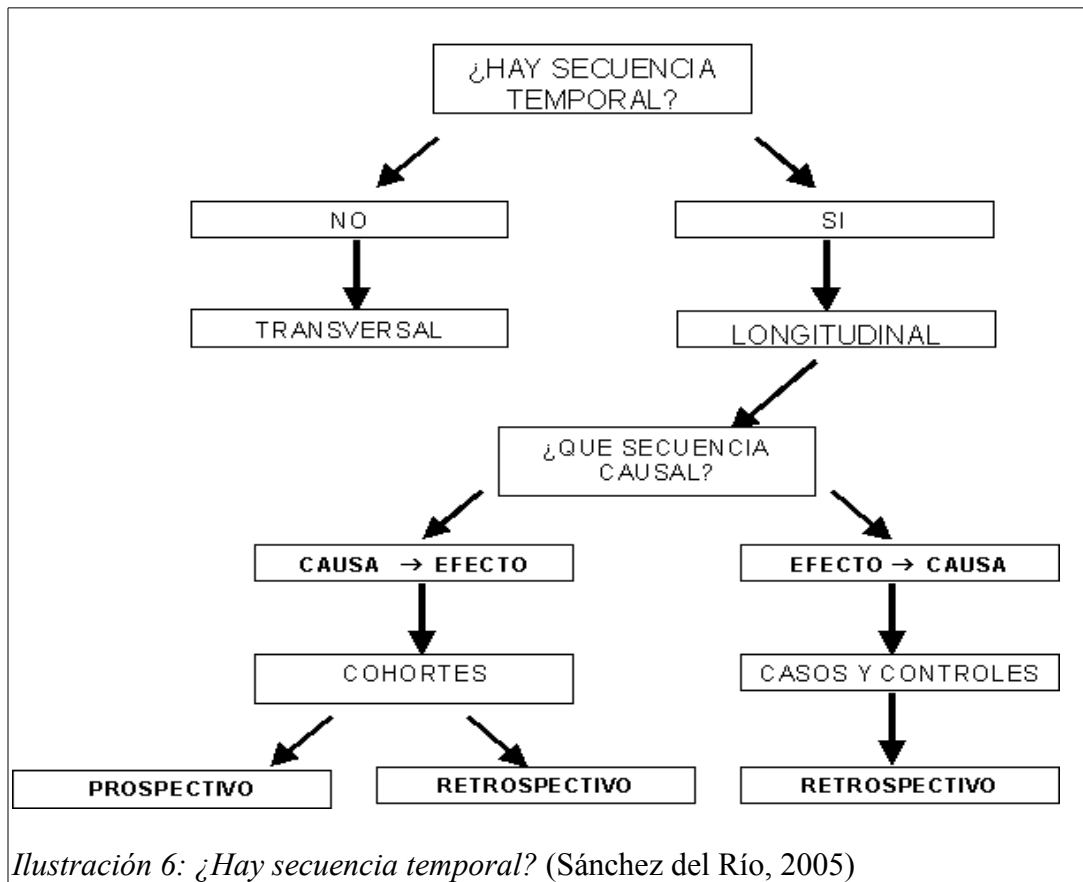 ¿HAY SECUENCIA
TEMPORAL?
NO
SI
TRANSVERSAL
LONGITUDINAL
¿QUE SECUENCIA
CAUSAL?
CAUSA → EFECTO
EFECTO → CAUSA
COHORTES
CASOS Y CONTROLES
PROSPECTIVO
RETROSPECTIVO
RETROSPECTIVO
Ilustración 6: ¿Hay secuencia temporal? (Sánchez del Río, 2005)